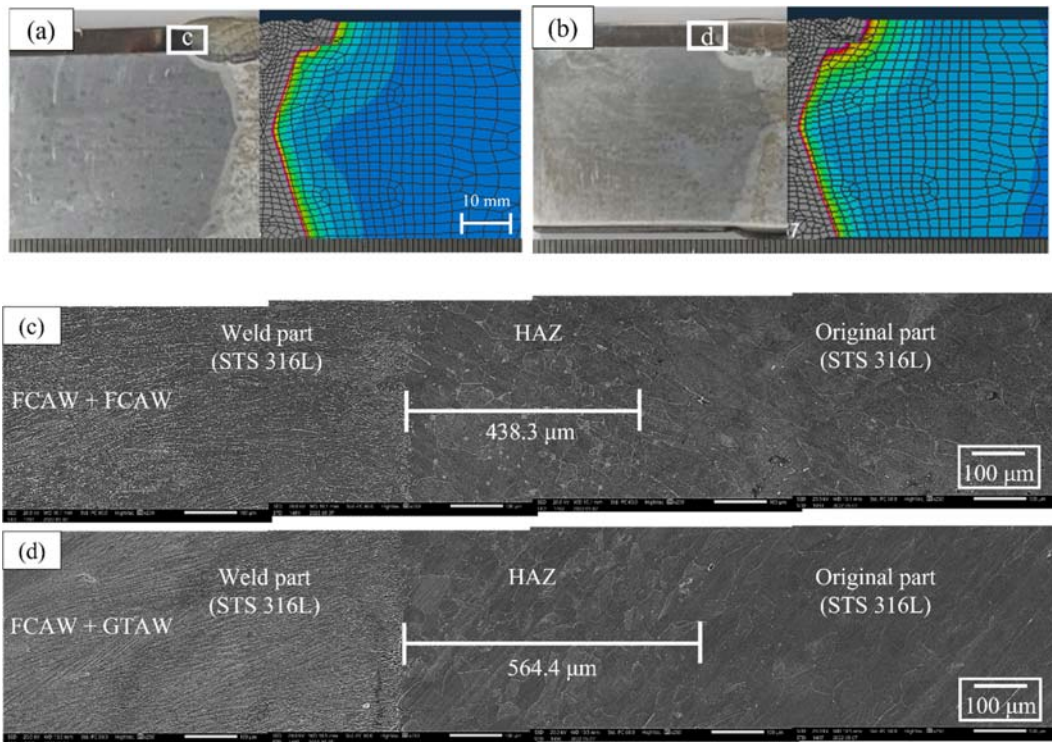 (a)
c
10 mm
(b)
d
7
(c)
Weld part
(STS 316L)
HAZ
Original part
(STS 316L)
FCAW + FCAW
438.3 μm
100 μm
(d)
Weld part
(STS 316L)
HAZ
Original part
(STS 316L)
FCAW + GTAW
564.4 μm
100 μm